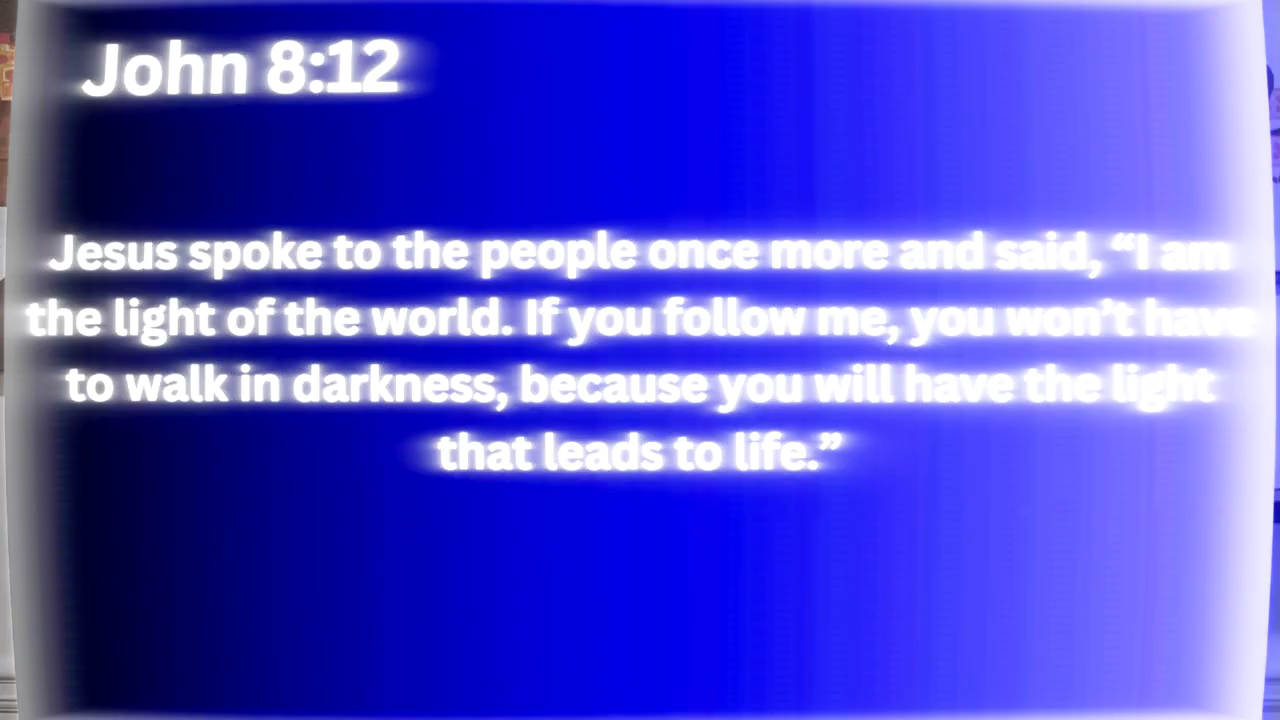 John 8:12
Jesus spoke to the people once more and said, “I am
the light of the world. If you follow me, you won’t have
to walk in darkness, because you will have the light
that leads to life.”